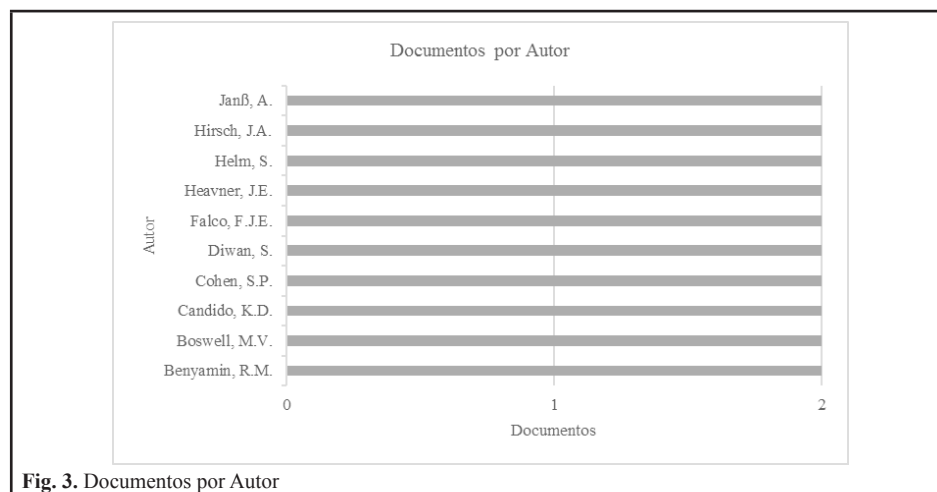 Documentos por Autor
Janß, A.
Hirsch, J.A.
Helm, S.
Heavner, J.E.
Falco, F.J.E.
Diwan, S.
Cohen, S.P.
Candido, K.D.
Boswell, M.V.
Benyamin, R.M.
Autor
0 1 2
Documentos
Fig. 3. Documentos por Autor